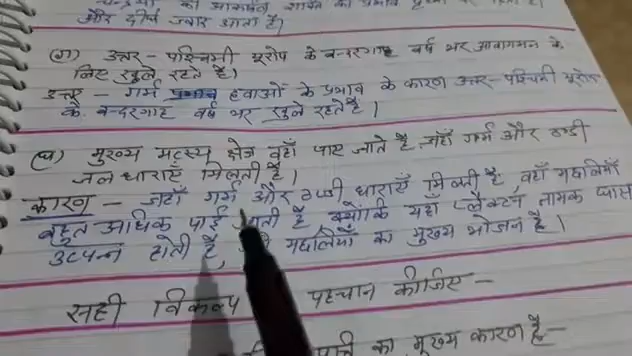 और दीर्घ ज्वार आता है।
(ग) उत्तर - पश्चिमी यूरोप के बन्दरगाह वर्ष भर आवागमन के
लिए खुले रहते है।
उत्तर - गर्म हवाओं के प्रभाव के कारण उत्तर - पश्चिमी यूरोप
के बन्दरगाह वर्ष भर खुले रहते है।
(घ) मुख्य मत्स्य क्षेत्र वहाँ पाए जाते है जहाँ गर्म और ठण्डी
जल धाराएँ मिलती है।
कारण - जहाँ गर्म और ठण्डी धाराएँ मिलती है वहाँ मछलियाँ
बहुत अधिक पाई जाती है, क्योंकि यहाँ प्लैंकटन नामक घास
उत्पन्न होती है, मछलियों का मुख्य भोजन है।
सही विकल्प पहचान कीजिए -
का मुख्य कारण है -